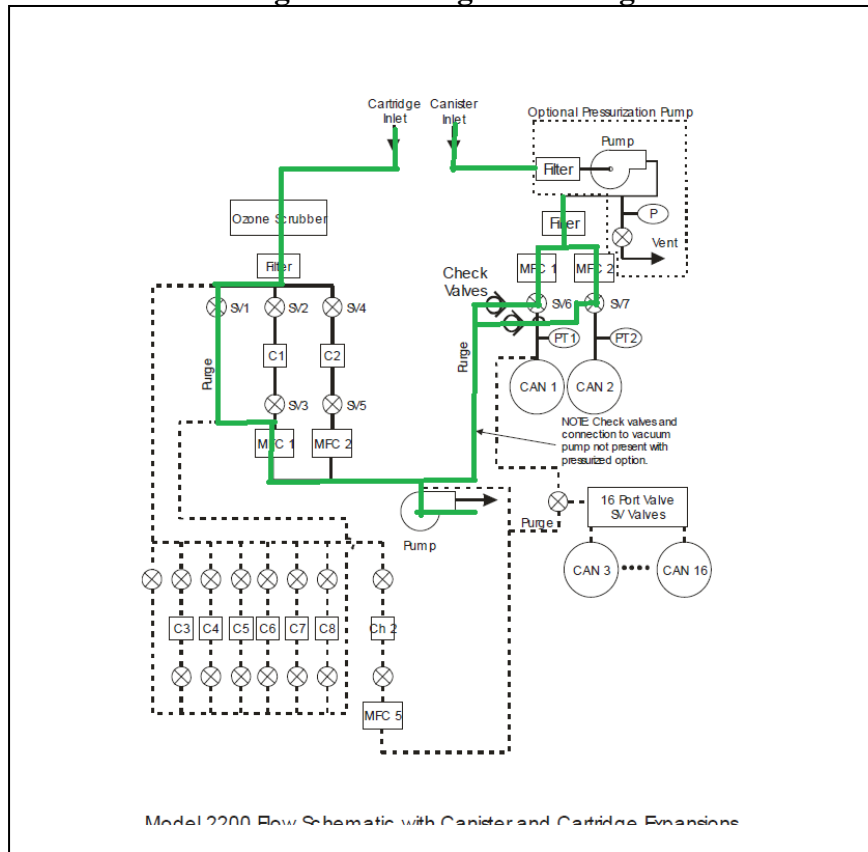 Cartridge Inlet
Canister Inlet
Optional Pressurization Pump
Pump
Filter
P
Vent
Ozone Scrubber
Filter
Filter
MFC 1
MFC 2
Check
Valves
SV1
SV2
SV4
SV6
SV7
PT1
PT2
C1
C2
Purge
Purge
CAN 1
CAN 2
SV3
SV5
NOTE: Check valves and
connection to vacuum
pump not present with
pressurized option.
MFC 1
MFC 2
16 Port Valve
SV Valves
Purge
Pump
CAN 3
CAN 16
C3
C4
C5
C6
C7
C8
Ch 2
MFC 5
Model 2200 Flow Schematic with Canister and Cartridge Expansions